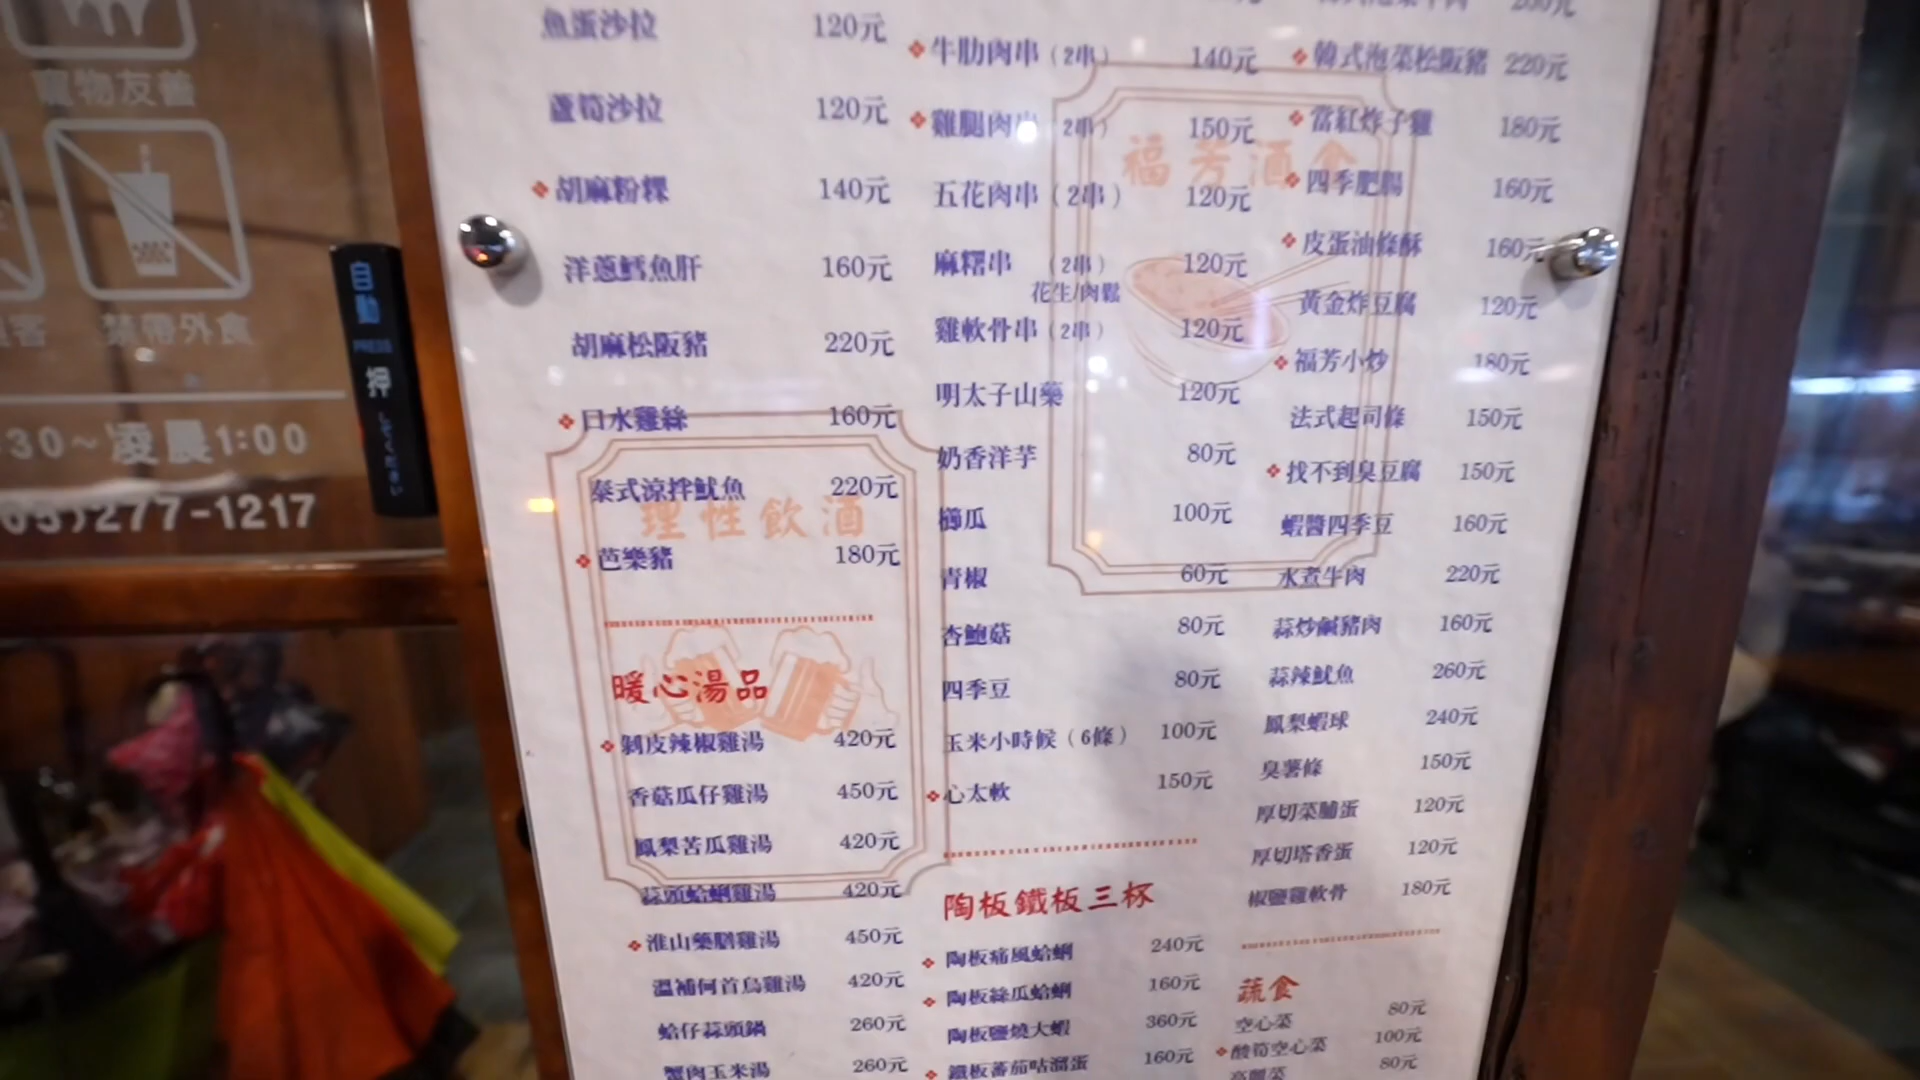 寵物友善
禁帶外食
:30～凌晨1:00
277-1217
自動
PRESS
押
魚蛋沙拉 120元
蘆筍沙拉 120元
胡麻粉粿 140元
洋蔥鱈魚肝 160元
胡麻松阪豬 220元
口水雞絲 160元
泰式涼拌魷魚 220元
理性飲酒
芭樂豬 180元
暖心湯品
剝皮辣椒雞湯 420元
香菇瓜仔雞湯 450元
鳳梨苦瓜雞湯 420元
蒜頭蛤蜊雞湯 420元
淮山藥膳雞湯 450元
溫補何首烏雞湯 420元
蛤仔蒜頭鍋 260元
蟹肉玉米湯 260元
牛肋肉串（2串） 140元
雞腿肉串（2串） 150元
五花肉串（2串） 120元
麻糬串（2串） 120元
花生/肉鬆
雞軟骨串（2串） 120元
明太子山藥 120元
奶香洋芋 80元
櫛瓜 100元
青椒 60元
杏鮑菇 80元
四季豆 80元
玉米小時候（6條） 100元
心太軟 150元
陶板鐵板三杯
陶板痛風蛤蜊 240元
陶板絲瓜蛤蜊 160元
陶板鹽燒大蝦 360元
鐵板蕃茄咕溜蛋 160元
福芳酒食
韓式泡菜松阪豬 220元
當紅炸子雞 180元
四季肥腸 160元
皮蛋油條酥 160元
黃金炸豆腐 120元
福芳小炒 180元
法式起司條 150元
找不到臭豆腐 150元
蝦醬四季豆 160元
水煮牛肉 220元
蒜炒鹹豬肉 160元
蒜辣魷魚 260元
鳳梨蝦球 240元
臭薯條 150元
厚切菜脯蛋 120元
厚切塔香蛋 120元
椒鹽雞軟骨 180元
蔬食
空心菜 80元
酸筍空心菜 100元
高麗菜 80元